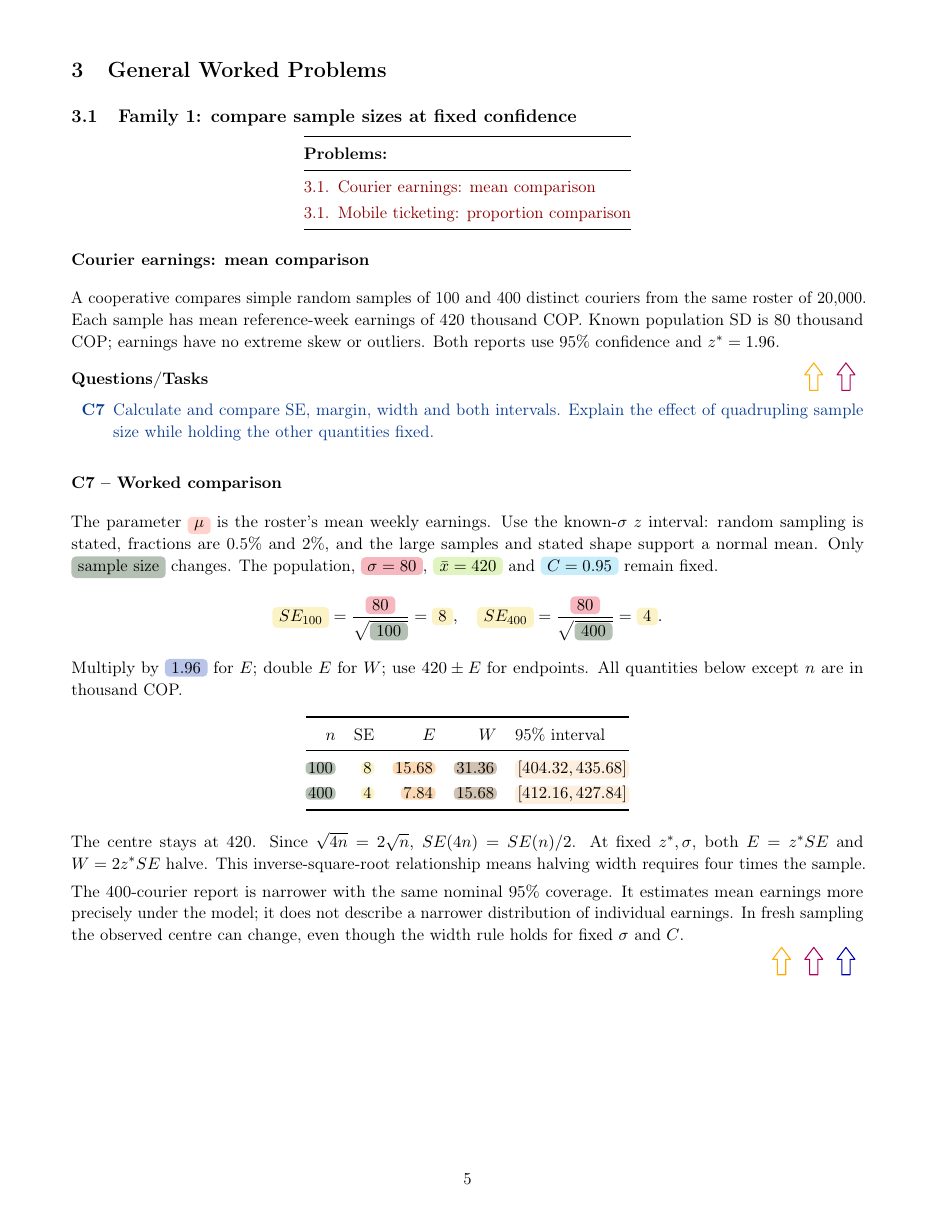 3 General Worked Problems
3.1 Family 1: compare sample sizes at fixed confidence
Problems:
3.1. Courier earnings: mean comparison
3.1. Mobile ticketing: proportion comparison
Courier earnings: mean comparison
A cooperative compares simple random samples of 100 and 400 distinct couriers from the same roster of 20,000.
Each sample has mean reference-week earnings of 420 thousand COP. Known population SD is 80 thousand
COP; earnings have no extreme skew or outliers. Both reports use 95% confidence and z* = 1.96.
Questions/Tasks
C7 Calculate and compare SE, margin, width and both intervals. Explain the effect of quadrupling sample
size while holding the other quantities fixed.
C7 – Worked comparison
The parameter μ is the roster's mean weekly earnings. Use the known-σ z interval: random sampling is
stated, fractions are 0.5% and 2%, and the large samples and stated shape support a normal mean. Only
sample size changes. The population, σ = 80 , x̄ = 420 and C = 0.95 remain fixed.
SE₁₀₀ = 80/√100 = 8 , SE₄₀₀ = 80/√400 = 4 .
Multiply by 1.96 for E; double E for W; use 420 ± E for endpoints. All quantities below except n are in
thousand COP.
n SE E W 95% interval
100 8 15.68 31.36 [404.32, 435.68]
400 4 7.84 15.68 [412.16, 427.84]
The centre stays at 420. Since √4n = 2√n, SE(4n) = SE(n)/2. At fixed z*, σ, both E = z*SE and
W = 2z*SE halve. This inverse-square-root relationship means halving width requires four times the sample.
The 400-courier report is narrower with the same nominal 95% coverage. It estimates mean earnings more
precisely under the model; it does not describe a narrower distribution of individual earnings. In fresh sampling
the observed centre can change, even though the width rule holds for fixed σ and C.
5